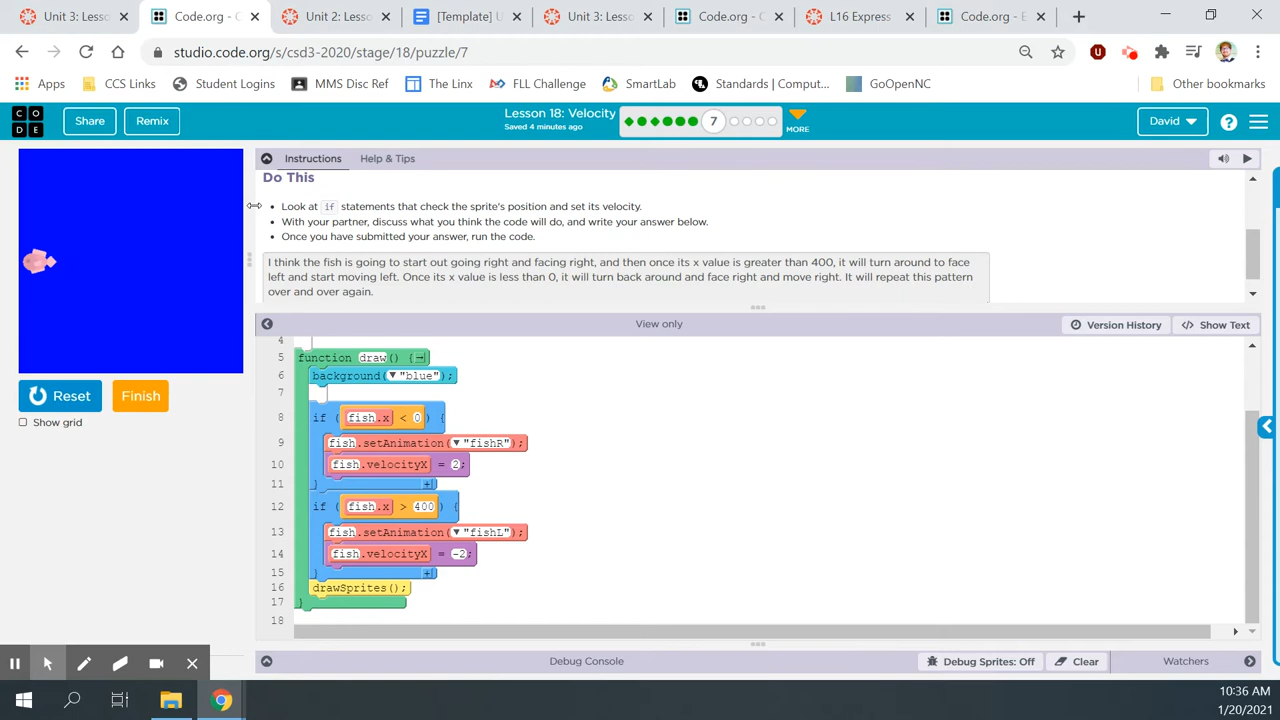 Unit 3: Lesso
Code.org - C
Unit 2: Lesso
[Template] U
Unit 3: Lesso
Code.org - C
L16 Express
Code.org - E
studio.code.org/s/csd3-2020/stage/18/puzzle/7
Apps
CCS Links
Student Logins
MMS Disc Ref
The Linx
FLL Challenge
SmartLab
Standards | Comput...
GoOpenNC
Other bookmarks
C O
D E
Share
Remix
Lesson 18: Velocity
Saved 4 minutes ago
7
MORE
David
Instructions
Help & Tips
Do This
Look at if statements that check the sprite's position and set its velocity.
With your partner, discuss what you think the code will do, and write your answer below.
Once you have submitted your answer, run the code.
I think the fish is going to start out going right and facing right, and then once its x value is greater than 400, it will turn around to face
left and start moving left. Once its x value is less than 0, it will turn back around and face right and move right. It will repeat this pattern
over and over again.
View only
Version History
</> Show Text
4
5 function draw() {
6 background("blue");
7
8 if (fish.x < 0) {
9 fish.setAnimation("fishR");
10 fish.velocityX = 2;
11 }
12 if (fish.x > 400) {
13 fish.setAnimation("fishL");
14 fish.velocityX = -2;
15 }
16 drawSprites();
17 }
18
Reset
Finish
Show grid
Debug Console
Debug Sprites: Off
Clear
Watchers
10:36 AM
1/20/2021